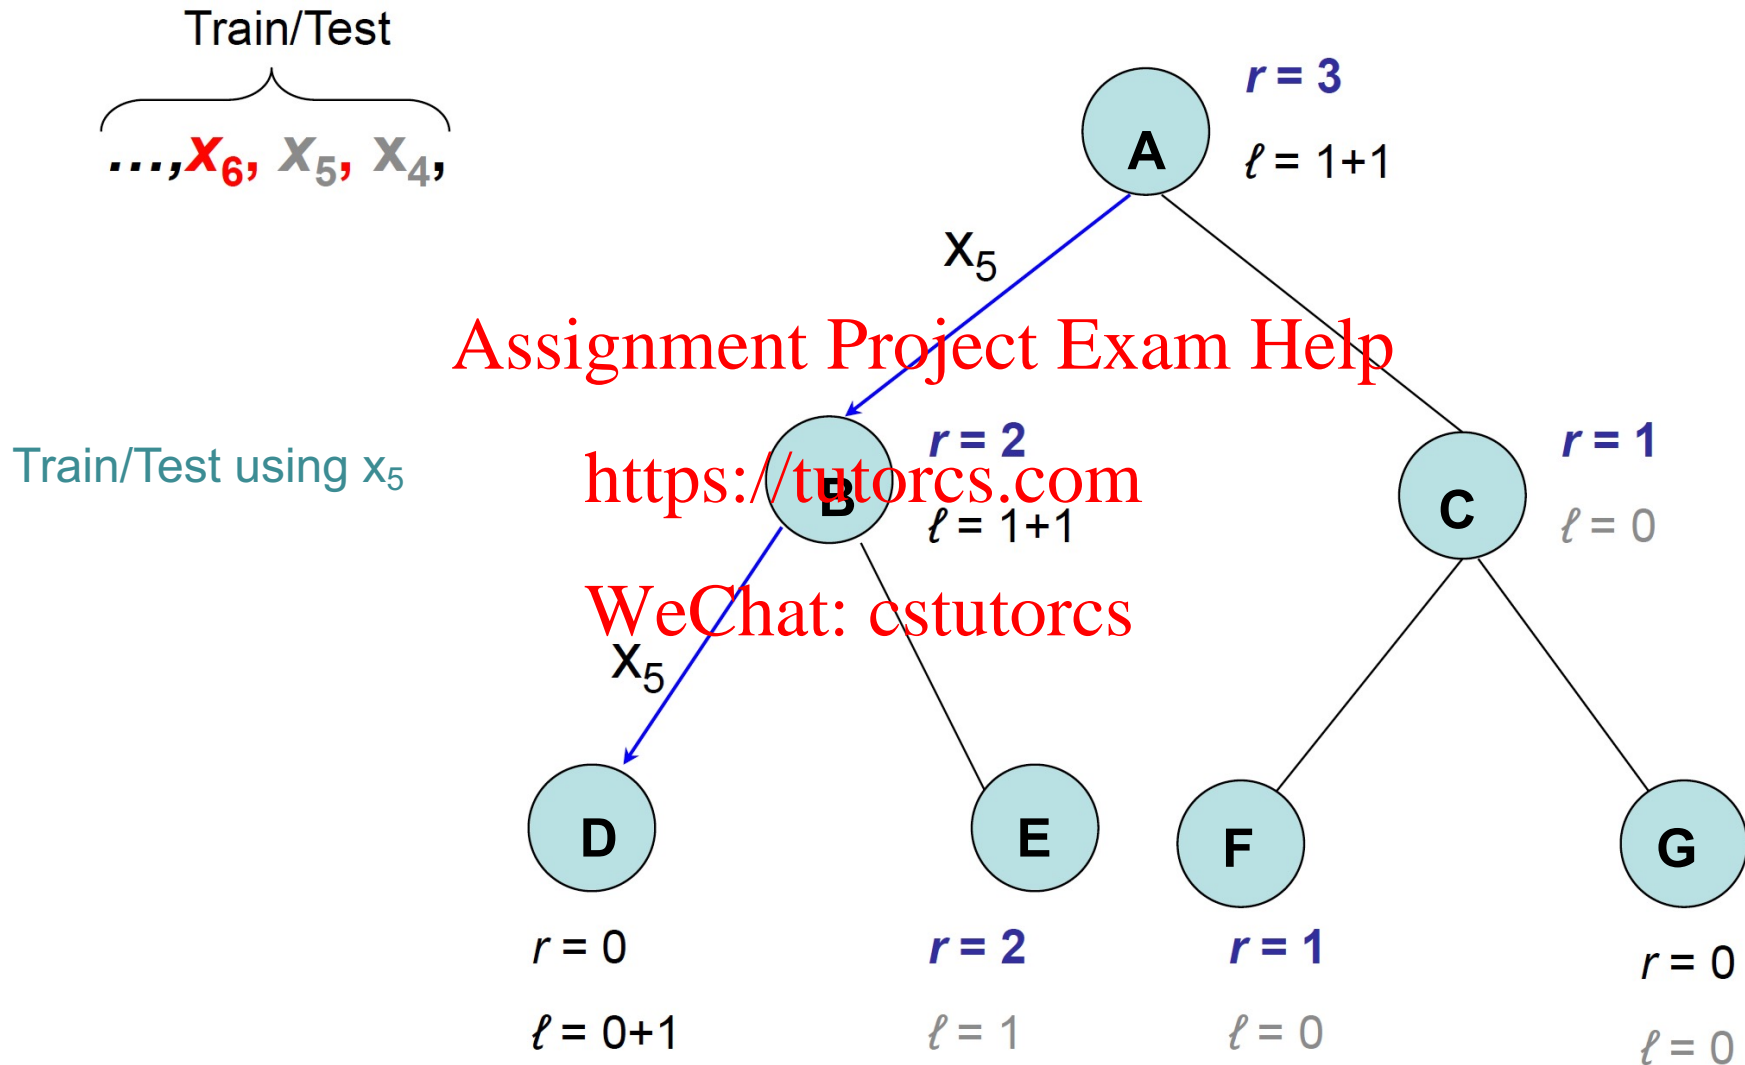 Train/Test
...,x6, x5, x4,
A
r = 3
ℓ = 1+1
x5
Assignment Project Exam Help
Train/Test using x5
B
r = 2
ℓ = 1+1
https://tutorcs.com
C
r = 1
ℓ = 0
WeChat: cstutorcs
x5
D
E
F
G
r = 0
r = 2
r = 1
r = 0
ℓ = 0+1
ℓ = 1
ℓ = 0
ℓ = 0